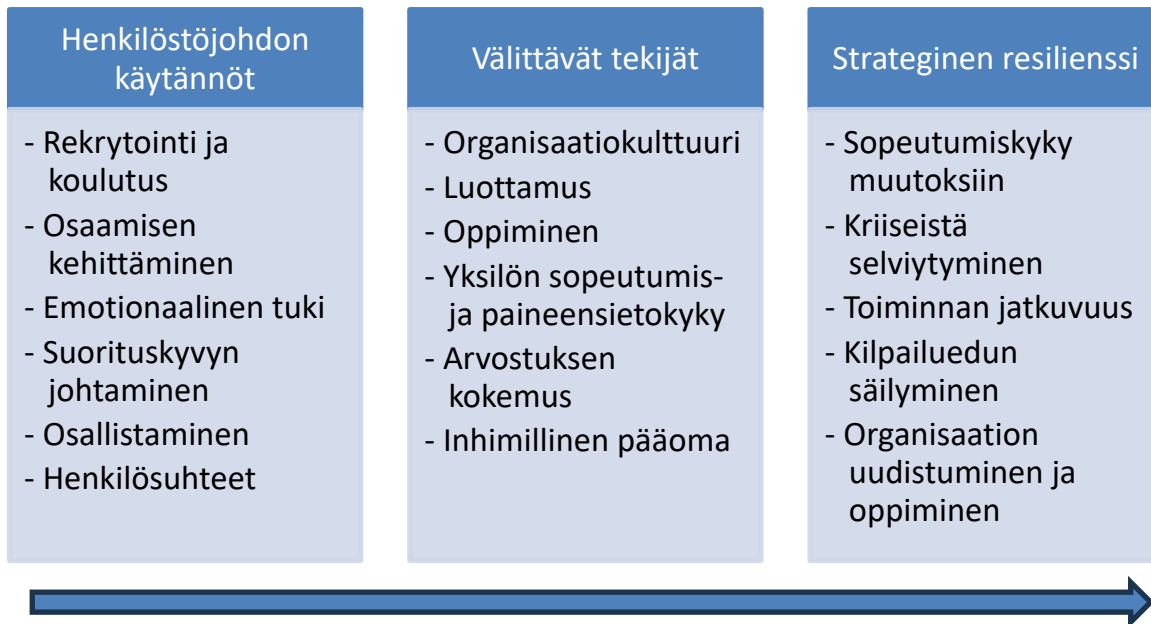 Henkilöstöjohdon
käytännöt
- Rekrytointi ja
koulutus
- Osaamisen
kehittäminen
- Emotionaalinen tuki
- Suorituskyvyn
johtaminen
- Osallistaminen
- Henkilösuhteet
Välittävät tekijät
- Organisaatiokulttuuri
- Luottamus
- Oppiminen
- Yksilön sopeutumis-
ja paineensietokyky
- Arvostuksen
kokemus
- Inhimillinen pääoma
Strateginen resilienssi
- Sopeutumiskyky
muutoksiin
- Kriiseistä
selviytyminen
- Toiminnan jatkuvuus
- Kilpailuedun
säilyminen
- Organisaation
uudistuminen ja
oppiminen